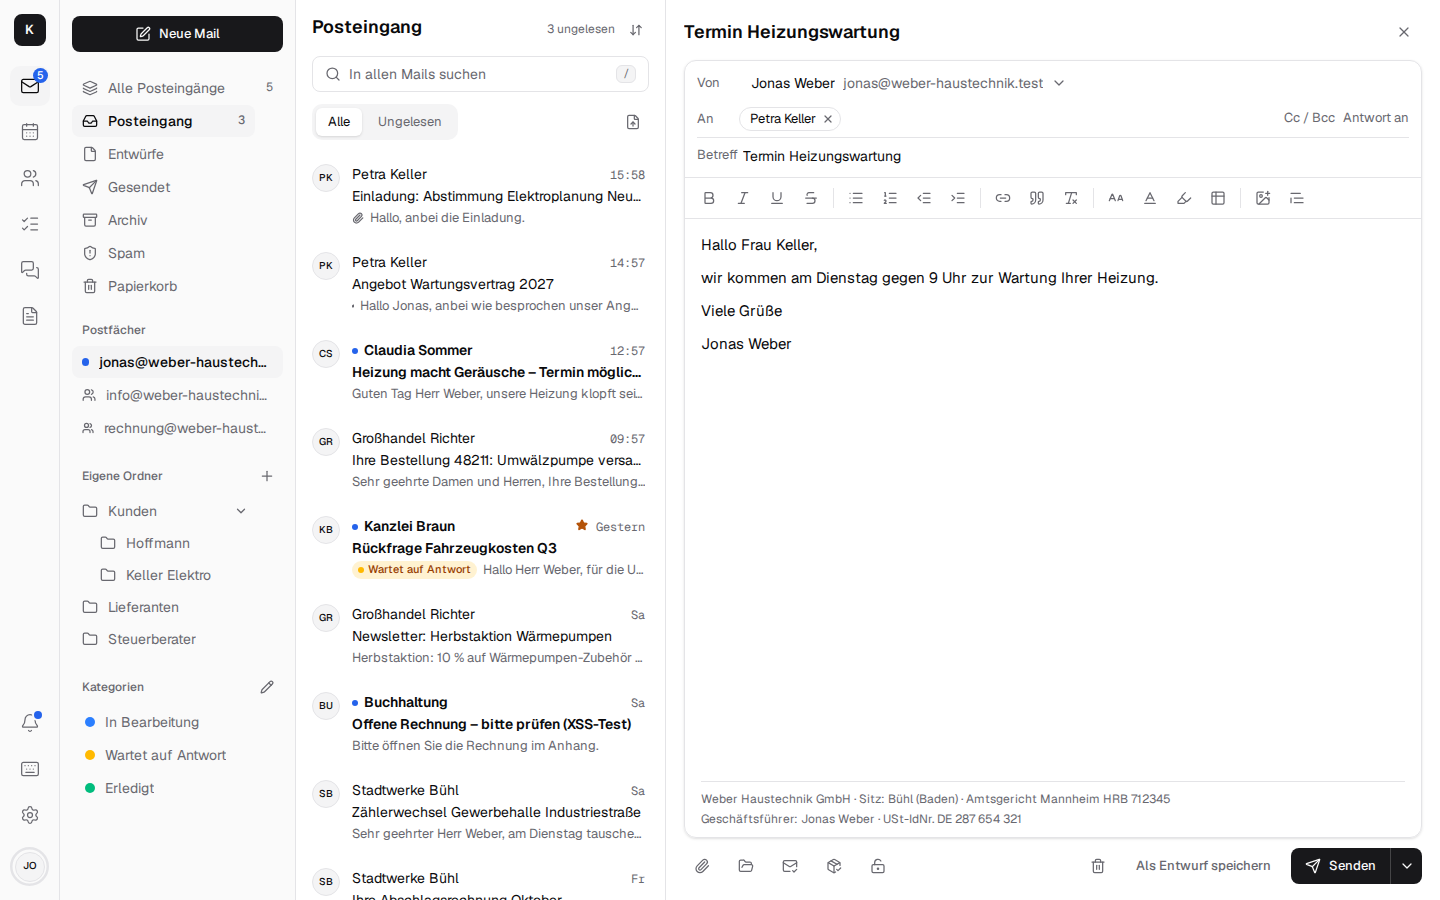 K
5
JO
Neue Mail
Alle Posteingänge 5
Posteingang 3
Entwürfe
Gesendet
Archiv
Spam
Papierkorb
Postfächer
jonas@weber-haustech…
info@weber-haustechni…
rechnung@weber-haust…
Eigene Ordner
Kunden
Hoffmann
Keller Elektro
Lieferanten
Steuerberater
Kategorien
In Bearbeitung
Wartet auf Antwort
Erledigt
Posteingang 3 ungelesen
In allen Mails suchen /
Alle Ungelesen
PK Petra Keller 15:58
Einladung: Abstimmung Elektroplanung Neu…
Hallo, anbei die Einladung.
PK Petra Keller 14:57
Angebot Wartungsvertrag 2027
Hallo Jonas, anbei wie besprochen unser Ang…
CS Claudia Sommer 12:57
Heizung macht Geräusche – Termin möglic…
Guten Tag Herr Weber, unsere Heizung klopft sei…
GR Großhandel Richter 09:57
Ihre Bestellung 48211: Umwälzpumpe versa…
Sehr geehrte Damen und Herren, Ihre Bestellung…
KB Kanzlei Braun Gestern
Rückfrage Fahrzeugkosten Q3
Wartet auf Antwort Hallo Herr Weber, für die U…
GR Großhandel Richter Sa
Newsletter: Herbstaktion Wärmepumpen
Herbstaktion: 10 % auf Wärmepumpen-Zubehör …
BU Buchhaltung Sa
Offene Rechnung – bitte prüfen (XSS-Test)
Bitte öffnen Sie die Rechnung im Anhang.
SB Stadtwerke Bühl Sa
Zählerwechsel Gewerbehalle Industriestraße
Sehr geehrter Herr Weber, am Dienstag tausche…
SB Stadtwerke Bühl Fr
Ihre Abschlagsrechnung Oktober
Termin Heizungswartung
Von Jonas Weber jonas@weber-haustechnik.test
An Petra Keller Cc / Bcc Antwort an
Betreff Termin Heizungswartung
Hallo Frau Keller,
wir kommen am Dienstag gegen 9 Uhr zur Wartung Ihrer Heizung.
Viele Grüße
Jonas Weber
Weber Haustechnik GmbH · Sitz: Bühl (Baden) · Amtsgericht Mannheim HRB 712345
Geschäftsführer: Jonas Weber · USt-IdNr. DE 287 654 321
Als Entwurf speichern Senden